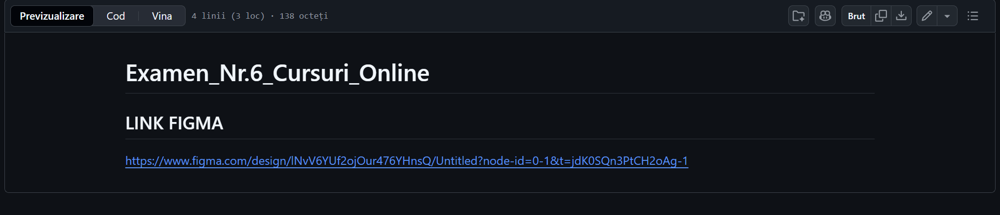 Previzualizare Cod Vina 4 linii (3 loc) · 138 octeți Brut
Examen_Nr.6_Cursuri_Online
LINK FIGMA
https://www.figma.com/design/lNvV6YUf2ojOur476YHnsQ/Untitled?node-id=0-1&t=jdK0SQn3PtCH2oAg-1